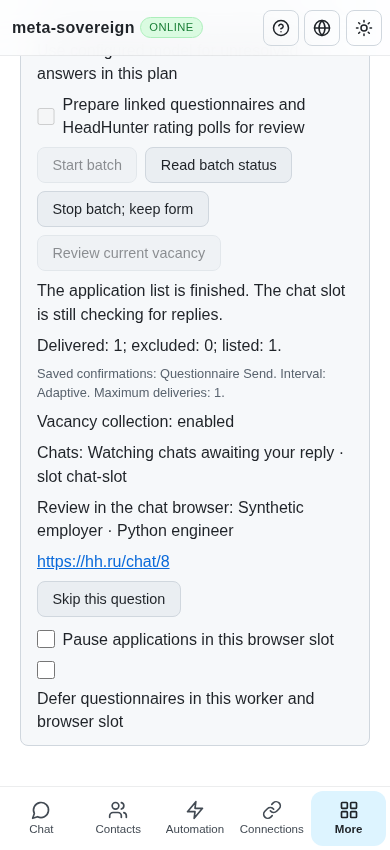 meta-sovereign ONLINE
answers in this plan
Prepare linked questionnaires and
HeadHunter rating polls for review
Start batch Read batch status
Stop batch; keep form
Review current vacancy
The application list is finished. The chat slot
is still checking for replies.
Delivered: 1; excluded: 0; listed: 1.
Saved confirmations: Questionnaire Send. Interval:
Adaptive. Maximum deliveries: 1.
Vacancy collection: enabled
Chats: Watching chats awaiting your reply ·
slot chat-slot
Review in the chat browser: Synthetic
employer · Python engineer
https://hh.ru/chat/8
Skip this question
Pause applications in this browser slot
Defer questionnaires in this worker and
browser slot
Chat Contacts Automation Connections More